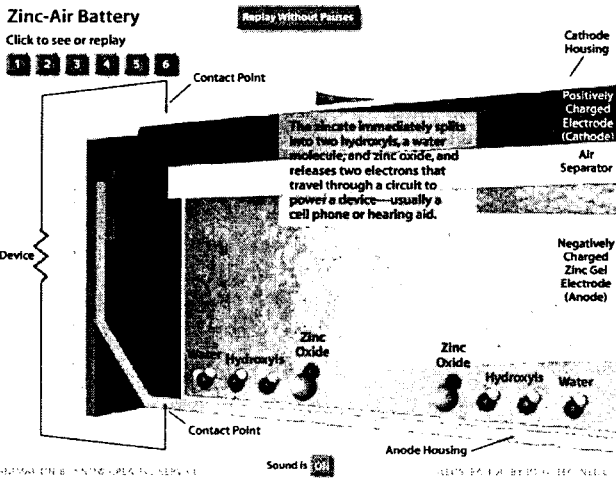 Zinc-Air Battery
Replay Without Pauses
Click to see or replay
1 2 3 4 5 6
Contact Point
Cathode
Housing
Positively
Charged
Electrode
(Cathode)
Air
Separator
The zincate immediately splits
into two hydroxyls, a water
molecule, and zinc oxide, and
releases two electrons that
travel through a circuit to
power a device—usually a
cell phone or hearing aid.
Negatively
Charged
Zinc Gel
Electrode
(Anode)
Device
Water
Hydroxyls
Zinc
Oxide
Zinc
Oxide
Hydroxyls
Water
Contact Point
Anode Housing
Sound is ON